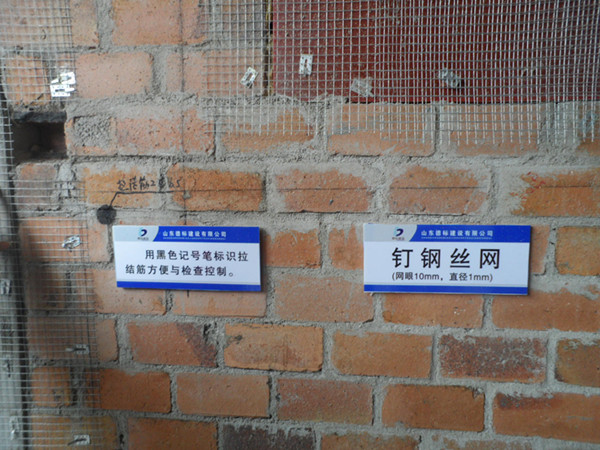 山东德标建设有限公司
用黑色记号笔标识拉
结筋方便与检查控制。
山东德标建设有限公司
钉钢丝网
(网眼10mm，直径1mm)